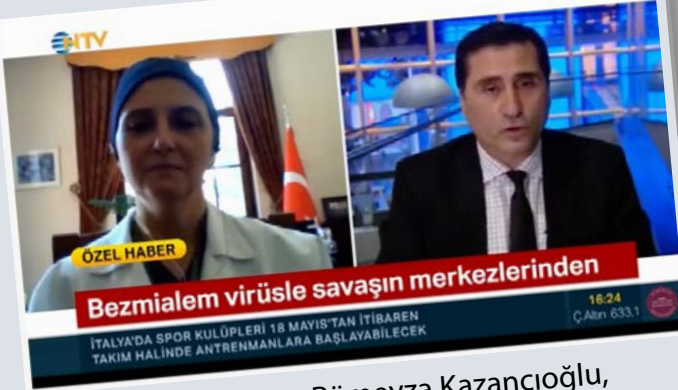 NTV
ÖZEL HABER
Bezmialem virüsle savaşın merkezlerinden
İTALYA'DA SPOR KULÜPLERİ 18 MAYIS'TAN İTİBAREN
TAKIM HALİNDE ANTRENMANLARA BAŞLAYABİLECEK
16:24
Ç.Altın 633,1
Kazancıoğlu,